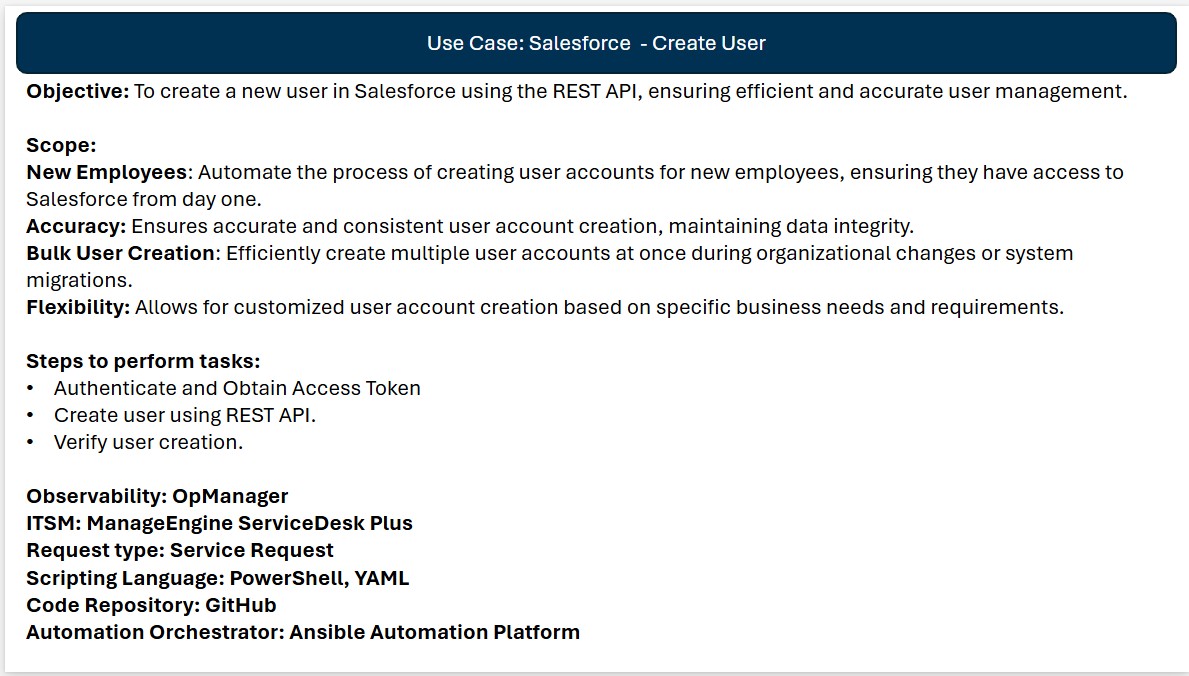 Use Case: Salesforce  - Create User
Objective: To create a new user in Salesforce using the REST API, ensuring efficient and accurate user management.
Scope:
New Employees: Automate the process of creating user accounts for new employees, ensuring they have access to
Salesforce from day one.
Accuracy: Ensures accurate and consistent user account creation, maintaining data integrity.
Bulk User Creation: Efficiently create multiple user accounts at once during organizational changes or system
migrations.
Flexibility: Allows for customized user account creation based on specific business needs and requirements.
Steps to perform tasks:
• Authenticate and Obtain Access Token
• Create user using REST API.
• Verify user creation.
Observability: OpManager
ITSM: ManageEngine ServiceDesk Plus
Request type: Service Request
Scripting Language: PowerShell, YAML
Code Repository: GitHub
Automation Orchestrator: Ansible Automation Platform